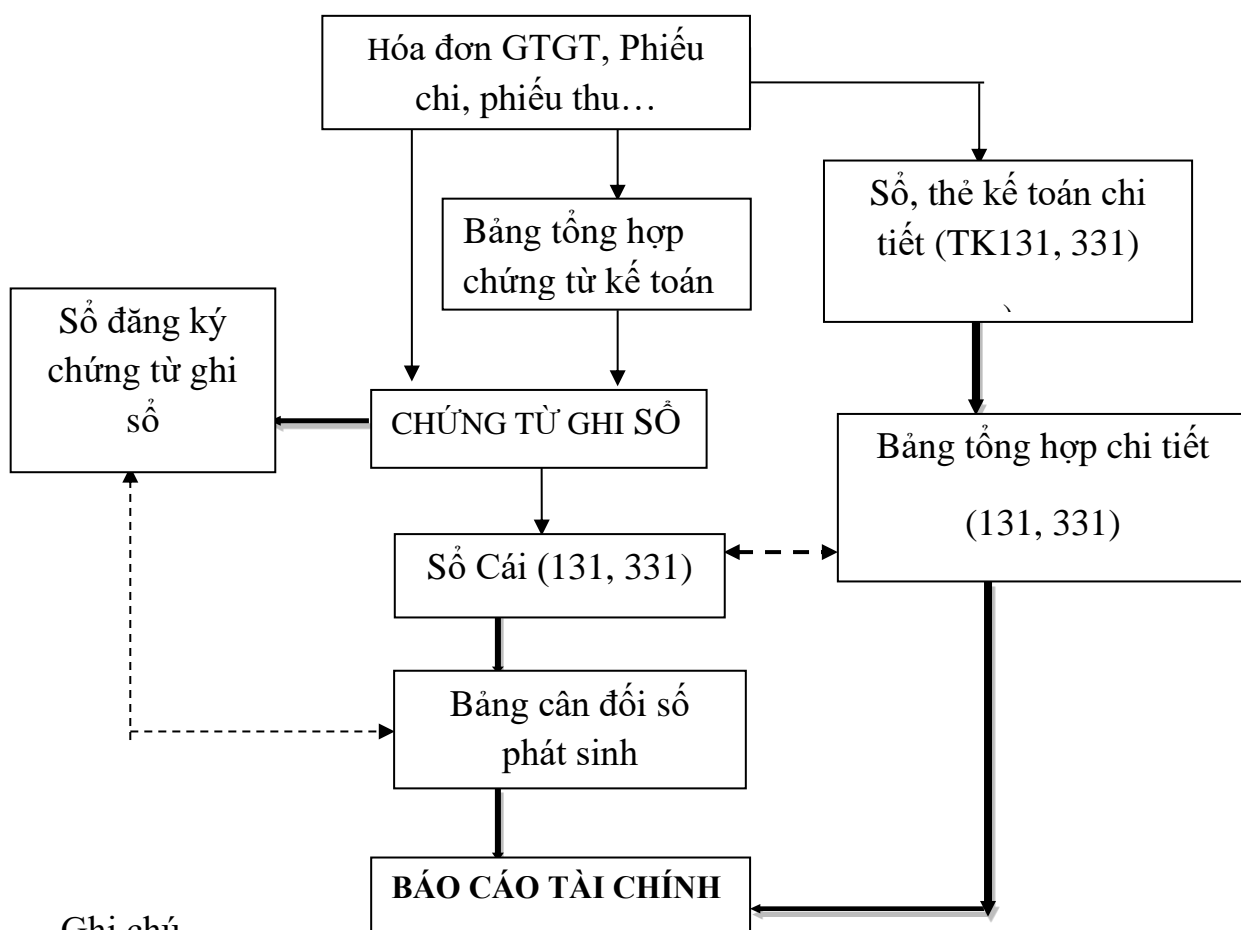 Hóa đơn GTGT, Phiếu
chi, phiếu thu…
Sổ, thẻ kế toán chi
tiết (TK131, 331)
Bảng tổng hợp
chứng từ kế toán
Sổ đăng ký
chứng từ ghi
sổ
CHỨNG TỪ GHI SỔ
Bảng tổng hợp chi tiết
(131, 331)
Sổ Cái (131, 331)
Bảng cân đối số
phát sinh
BÁO CÁO TÀI CHÍNH
Ghi chú